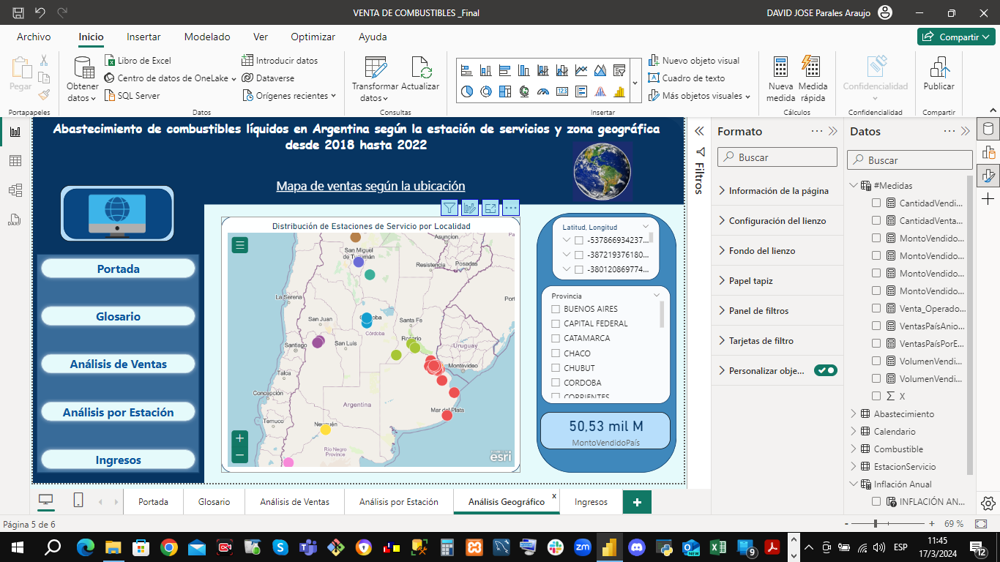 VENTA DE COMBUSTIBLES _Final
DAVID JOSE Parales Araujo
Archivo
Inicio
Insertar
Modelado
Ver
Optimizar
Ayuda
Compartir
Pegar
Portapapeles
Obtener
datos
Libro de Excel
Centro de datos de OneLake
SQL Server
Introducir datos
Dataverse
Orígenes recientes
Datos
Transformar
datos
Actualizar
Consultas
Nuevo objeto visual
Cuadro de texto
Más objetos visuales
Insertar
Nueva
medida
Medida
rápida
Cálculos
Confidencialidad
Confidencialidad
Publicar
Compartir
Abastecimiento de combustibles líquidos en Argentina según la estación de servicios y zona geográfica
desde 2018 hasta 2022
Mapa de ventas según la ubicación
Portada
Glosario
Análisis de Ventas
Análisis por Estación
Ingresos
Distribución de Estaciones de Servicio por Localidad
Asuncion
San Miguel
de Tucumán
Resistencia
Posadas
La Serena
Córdoba
Santa Fe
San Juan
Córdoba
Rosario
Uruguay
Santiago
San Luis
Montevideo
Talca
Concepción
Argentina
Mar del Plata
Temuco
Neuquén
Río Negro
Province
esri
Latitud, Longitud
-537866934237...
-387219376180...
-380120869774...
Provincia
BUENOS AIRES
CAPITAL FEDERAL
CATAMARCA
CHACO
CHUBUT
CORDOBA
CORRIENTES
50,53 mil M
MontoVendidoPaís
Filtros
Formato
Buscar
Información de la página
Configuración del lienzo
Fondo del lienzo
Papel tapiz
Panel de filtros
Tarjetas de filtro
Personalizar obje...
Datos
Buscar
#Medidas
CantidadVendi...
CantidadVenta...
MontoVendido...
MontoVendido...
MontoVendido...
MontoVendido...
Venta_Operado...
VentasPaísAnio...
VentasPaísPorE...
VolumenVendi...
VolumenVendi...
X
Abastecimiento
Calendario
Combustible
EstacionServicio
Inflación Anual
INFLACIÓN AN...
Portada
Glosario
Análisis de Ventas
Análisis por Estación
Análisis Geográfico
x
Ingresos
Página 5 de 6
69 %
ESP
11:45
17/3/2024
9
12